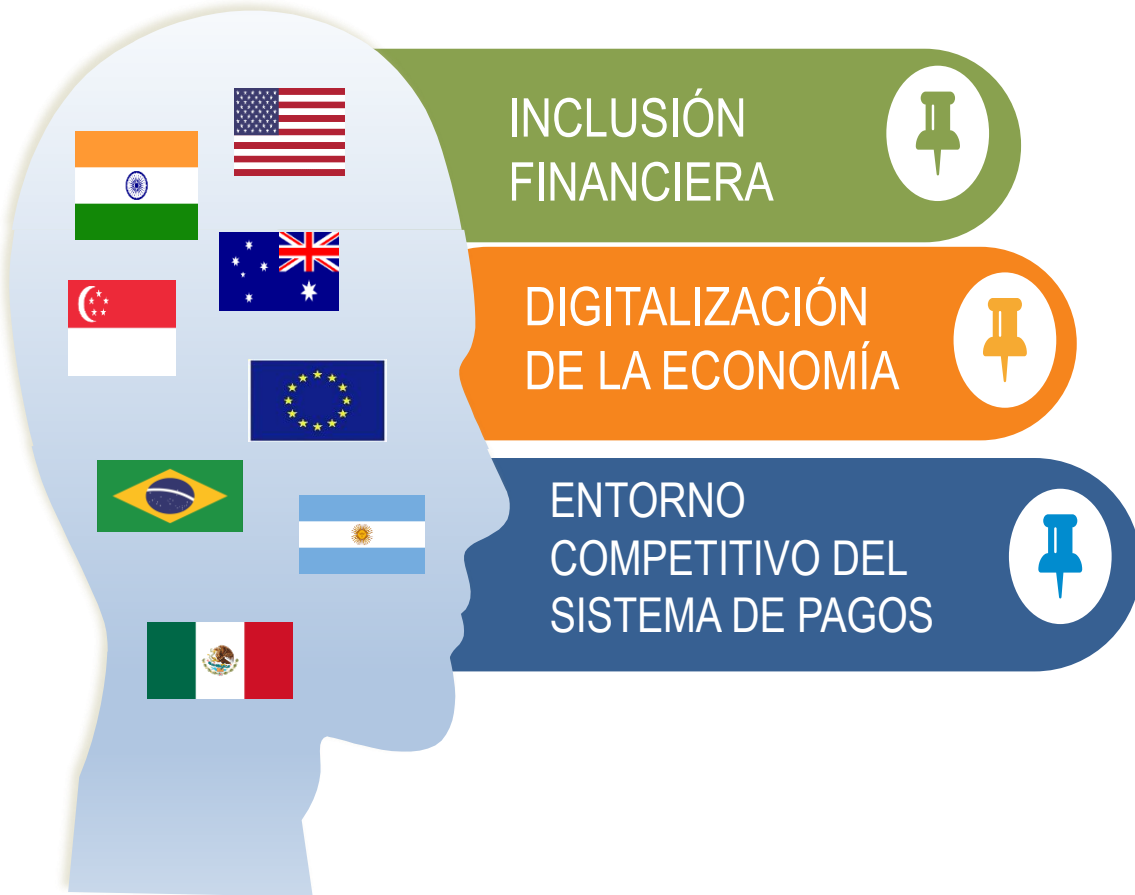 INCLUSIÓN
FINANCIERA
DIGITALIZACIÓN
DE LA ECONOMÍA
ENTORNO
COMPETITIVO DEL
SISTEMA DE PAGOS